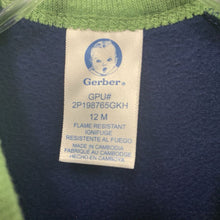 Gerber®
GPU#
2P198765GKH
12 M
FLAME RESISTANT
IGNIFUGE
RESISTENTE AL FUEGO
MADE IN CAMBODIA
FABRIQUE AU CAMBODGE
HECHO EN CAMBOYA